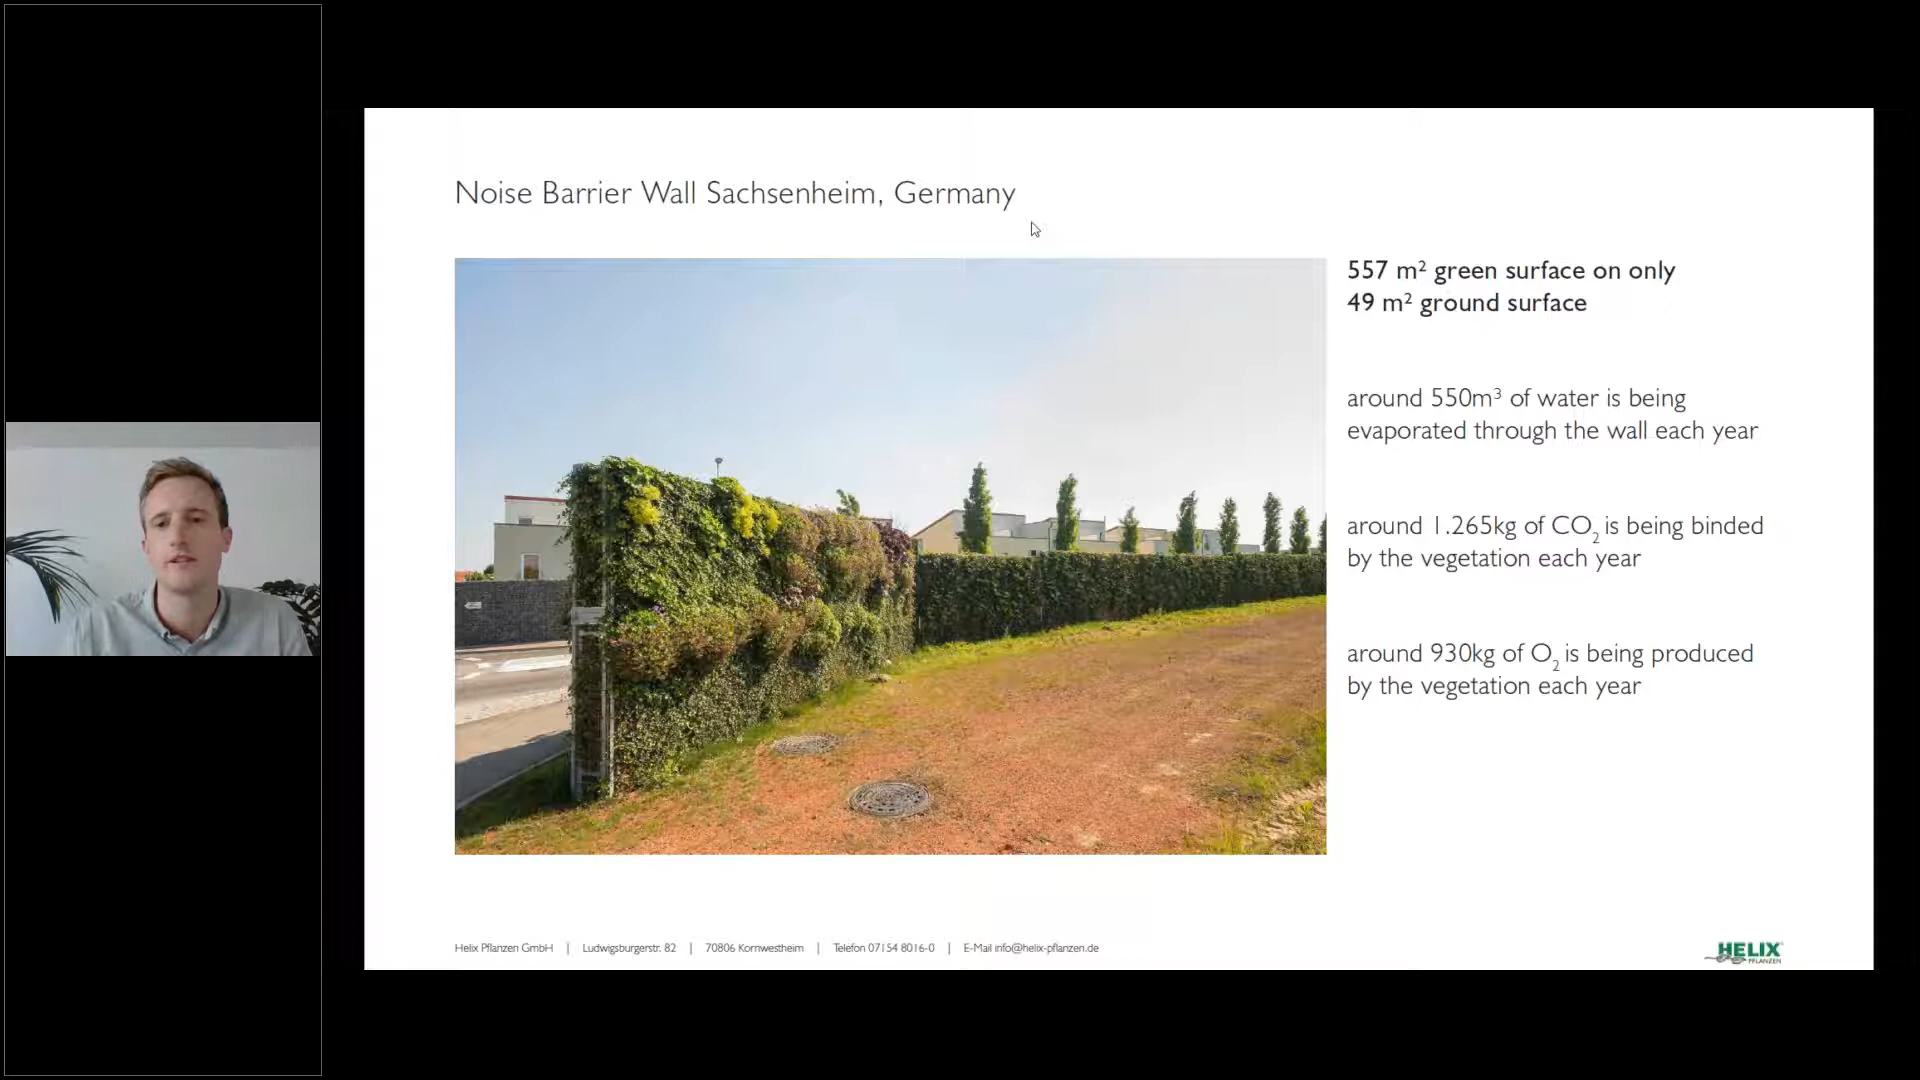 Noise Barrier Wall Sachsenheim, Germany
557 m² green surface on only
49 m² ground surface
around 550m³ of water is being
evaporated through the wall each year
around 1.265kg of CO₂ is being binded
by the vegetation each year
around 930kg of O₂ is being produced
by the vegetation each year
Helix Pflanzen GmbH | Ludwigsburgerstr. 82 | 70806 Kornwestheim | Telefon 07154 8016-0 | E-Mail info@helix-pflanzen.de
HELIX
PFLANZEN